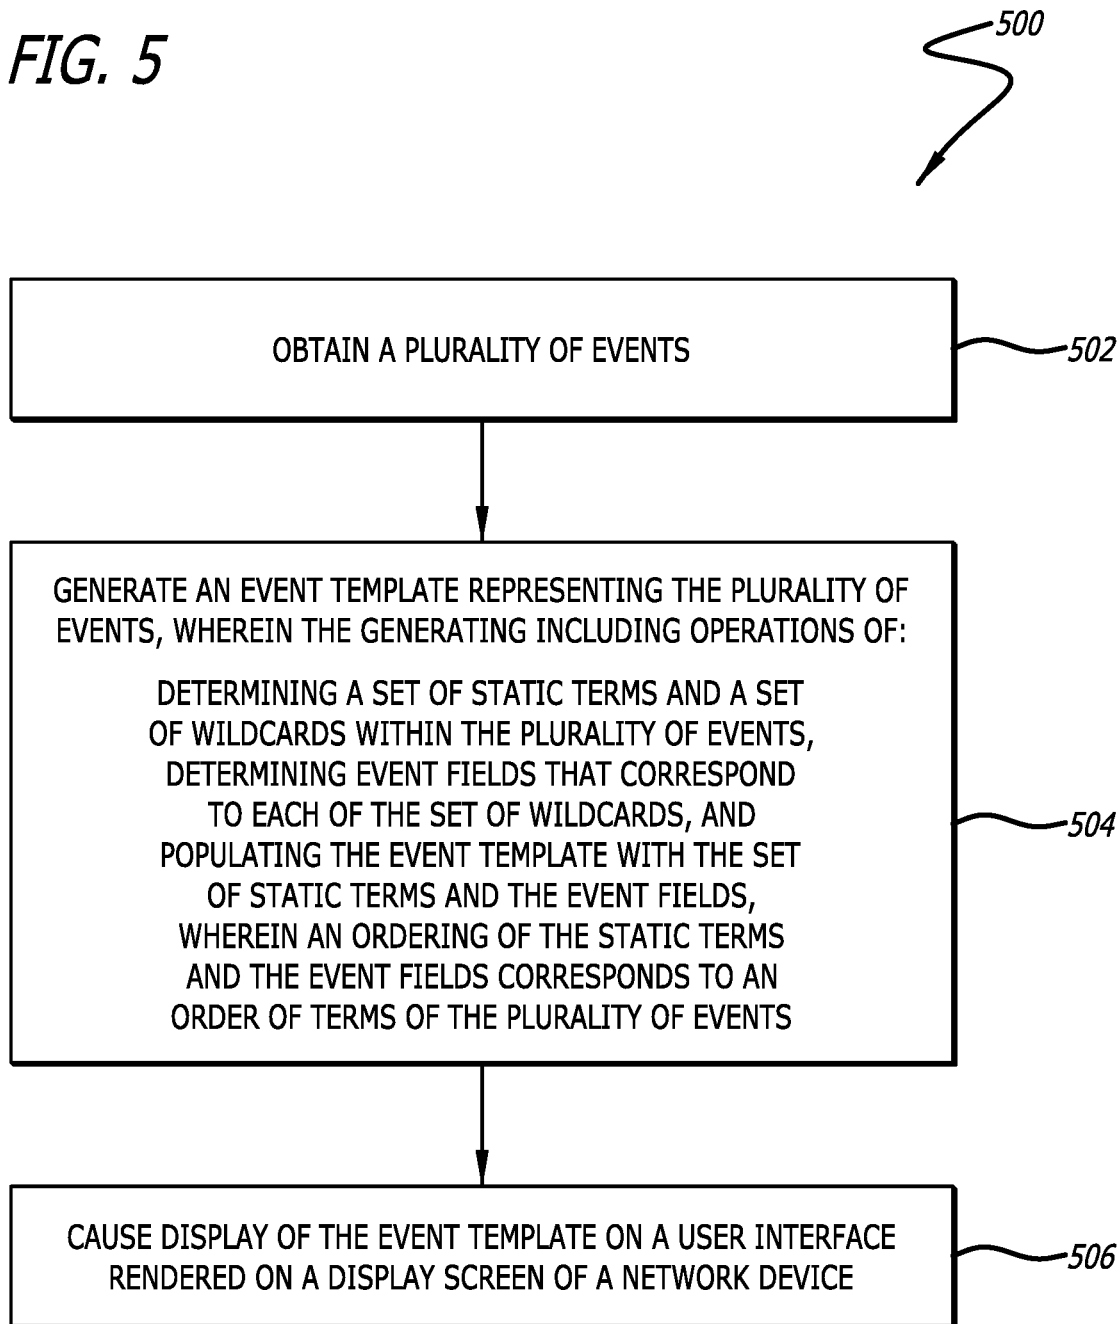 FIG. 5
500
OBTAIN A PLURALITY OF EVENTS
502
GENERATE AN EVENT TEMPLATE REPRESENTING THE PLURALITY OF
EVENTS, WHEREIN THE GENERATING INCLUDING OPERATIONS OF:
DETERMINING A SET OF STATIC TERMS AND A SET
OF WILDCARDS WITHIN THE PLURALITY OF EVENTS,
DETERMINING EVENT FIELDS THAT CORRESPOND
TO EACH OF THE SET OF WILDCARDS, AND
POPULATING THE EVENT TEMPLATE WITH THE SET
OF STATIC TERMS AND THE EVENT FIELDS,
WHEREIN AN ORDERING OF THE STATIC TERMS
AND THE EVENT FIELDS CORRESPONDS TO AN
ORDER OF TERMS OF THE PLURALITY OF EVENTS
504
CAUSE DISPLAY OF THE EVENT TEMPLATE ON A USER INTERFACE
RENDERED ON A DISPLAY SCREEN OF A NETWORK DEVICE
506